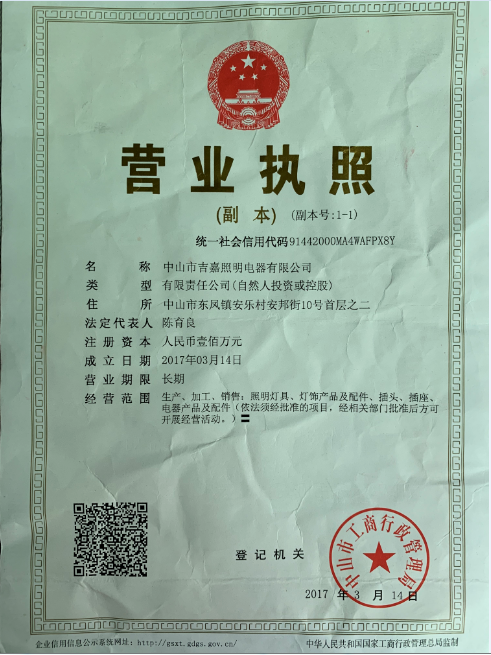 营业执照
(副 本) (副本号:1-1)
统一社会信用代码91442000MA4WAFPX8Y
名 称 中山市吉嘉照明电器有限公司
类 型 有限责任公司(自然人投资或控股)
住 所 中山市东凤镇安乐村安邦街10号首层之二
法定代表人 陈育良
注册资本 人民币壹佰万元
成立日期 2017年03月14日
营业期限 长期
经营范围 生产、加工、销售：照明灯具、灯饰产品及配件、插头、插座、
电器产品及配件（依法须经批准的项目，经相关部门批准后方可
开展经营活动。）〓
登记机关
中山市工商行政管理局
2017 年 3 月 14 日
企业信用信息公示系统网址：http://gsxt.gdgs.gov.cn/ 中华人民共和国国家工商行政管理总局监制